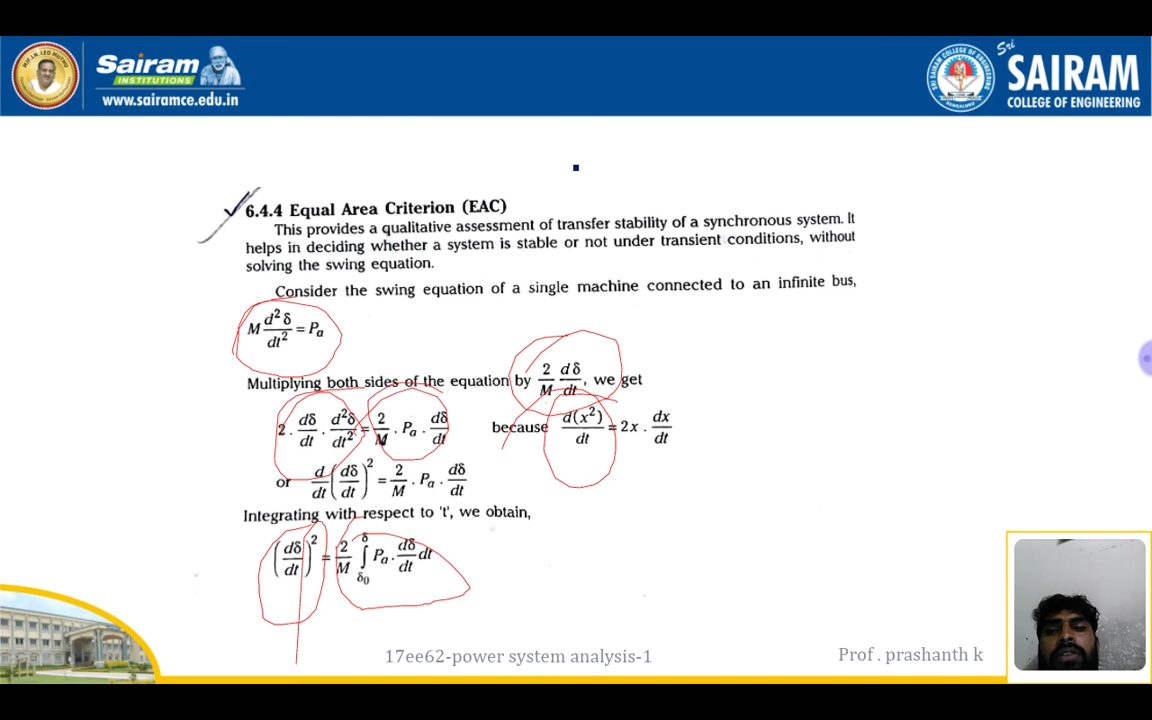 Sairam
INSTITUTIONS
www.sairamce.edu.in
Sri
SAIRAM
COLLEGE OF ENGINEERING
6.4.4 Equal Area Criterion (EAC)
This provides a qualitative assessment of transfer stability of a synchronous system. It
helps in deciding whether a system is stable or not under transient conditions, without
solving the swing equation.
Consider the swing equation of a single machine connected to an infinite bus,
M d²δ/dt² = Pₐ
Multiplying both sides of the equation by 2/M dδ/dt, we get
2 . dδ/dt . d²δ/dt² = 2/M . Pₐ . dδ/dt because d(x²)/dt = 2x . dx/dt
or d/dt (dδ/dt)² = 2/M . Pₐ . dδ/dt
Integrating with respect to 't', we obtain,
(dδ/dt)² = 2/M ∫_δ₀^δ Pₐ . dδ/dt dt
17ee62-power system analysis-1
Prof . prashanth k